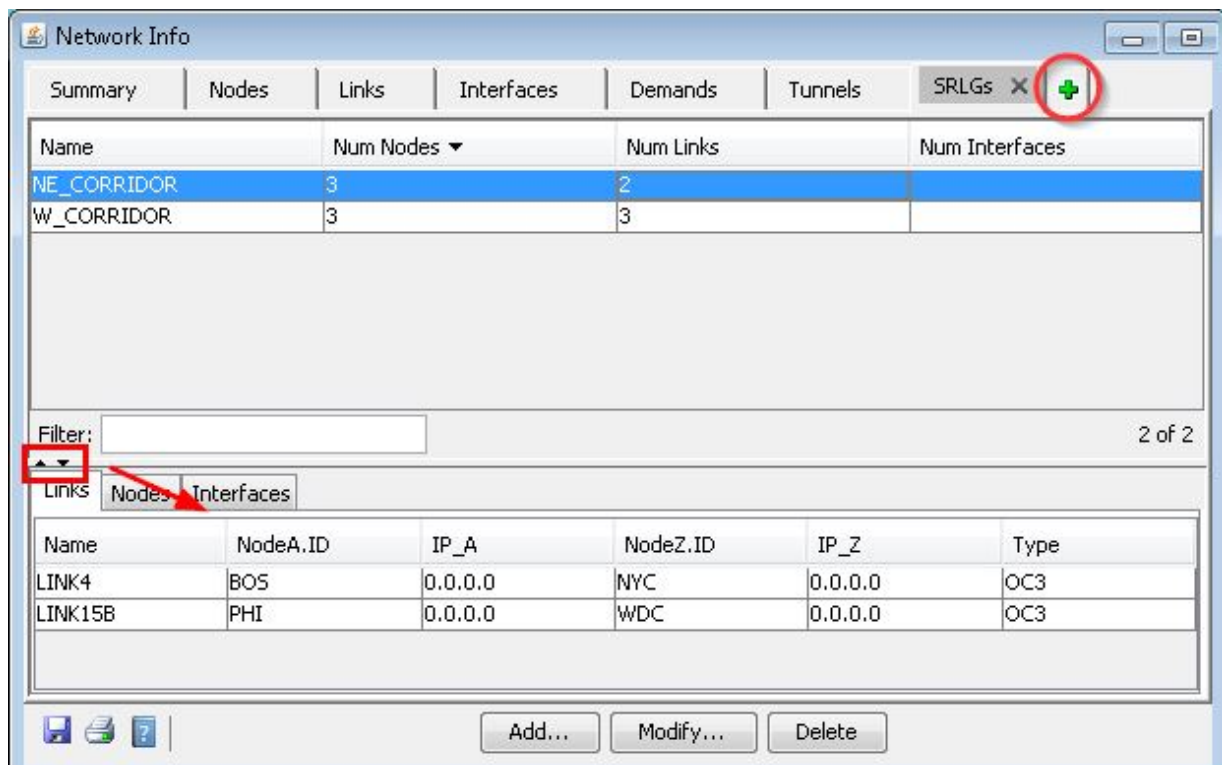 Network Info
Summary Nodes Links Interfaces Demands Tunnels SRLGs
Name Num Nodes Num Links Num Interfaces
NE_CORRIDOR 3 2
W_CORRIDOR 3 3
Filter: 2 of 2
Links Nodes Interfaces
Name NodeA.ID IP_A NodeZ.ID IP_Z Type
LINK4 BOS 0.0.0.0 NYC 0.0.0.0 OC3
LINK15B PHI 0.0.0.0 WDC 0.0.0.0 OC3
? Add... Modify... Delete